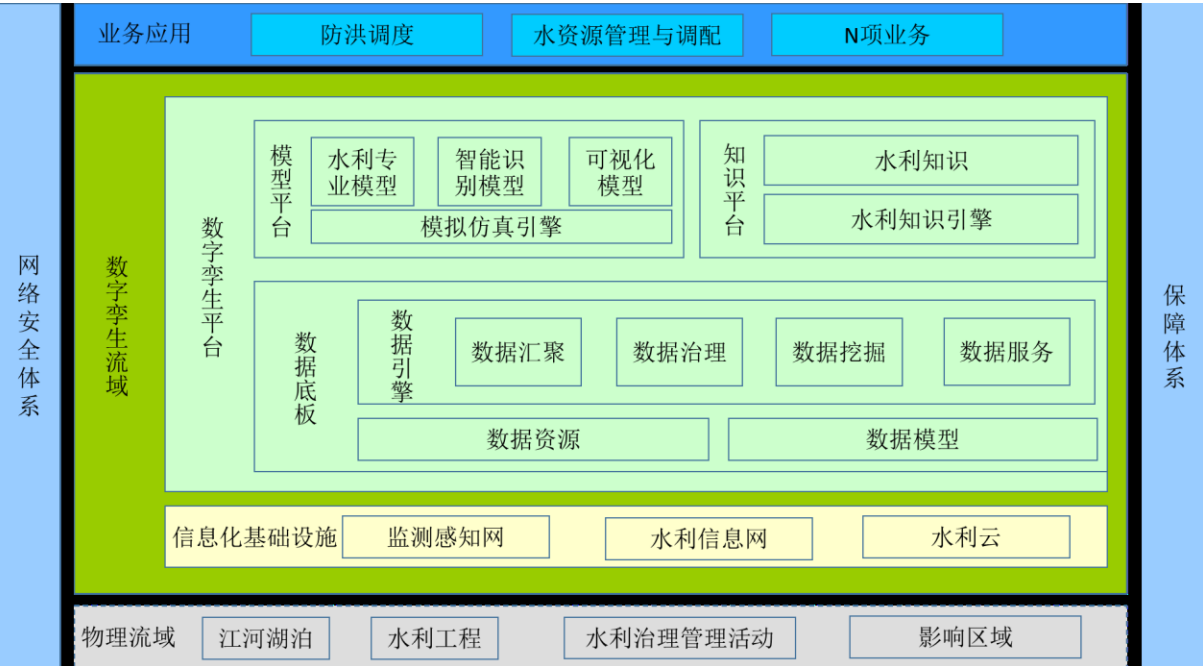 业务应用
防洪调度
水资源管理与调配
N项业务
网络安全体系
保障体系
数字孪生流域
数字孪生平台
模型平台
水利专
业模型
智能识
别模型
可视化
模型
模拟仿真引擎
知识平台
水利知识
水利知识引擎
数据底板
数据引擎
数据汇聚
数据治理
数据挖掘
数据服务
数据资源
数据模型
信息化基础设施
监测感知网
水利信息网
水利云
物理流域
江河湖泊
水利工程
水利治理管理活动
影响区域